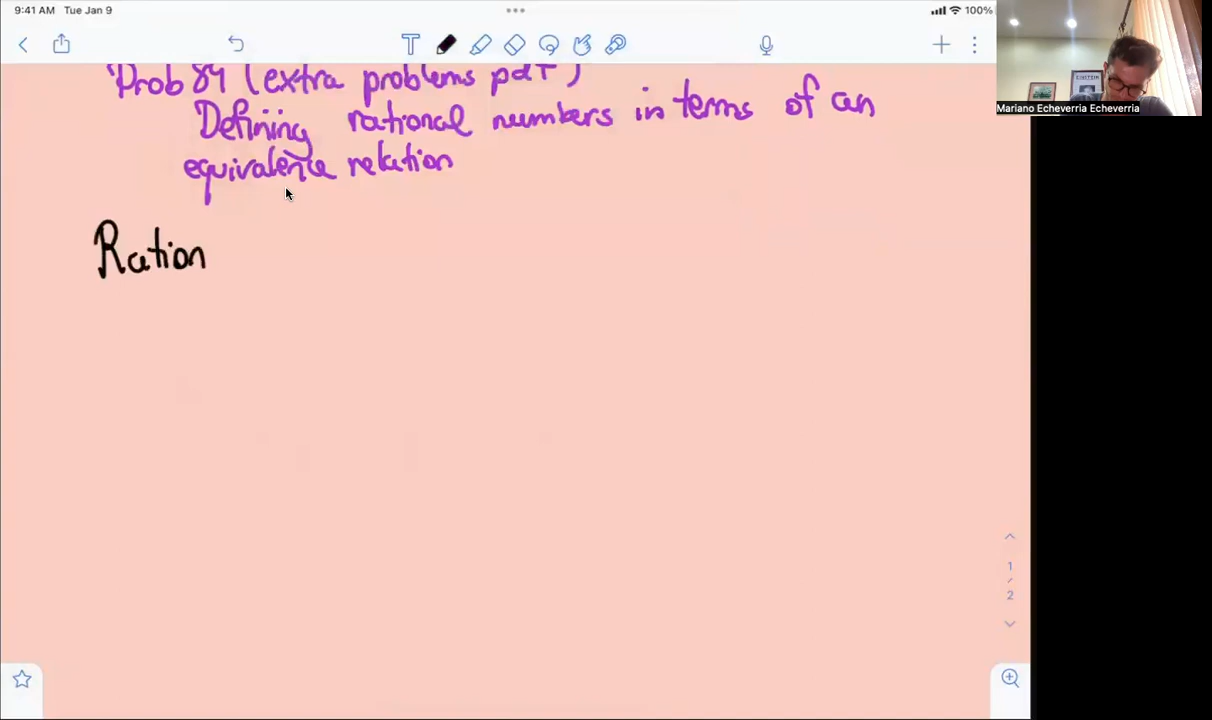 9:41 AM Tue Jan 9
100%
Prob 84 (extra problems pdf)
Defining rational numbers in terms of an
equivalence relation
Ration
1
/
2
Mariano Echeverria Echeverria